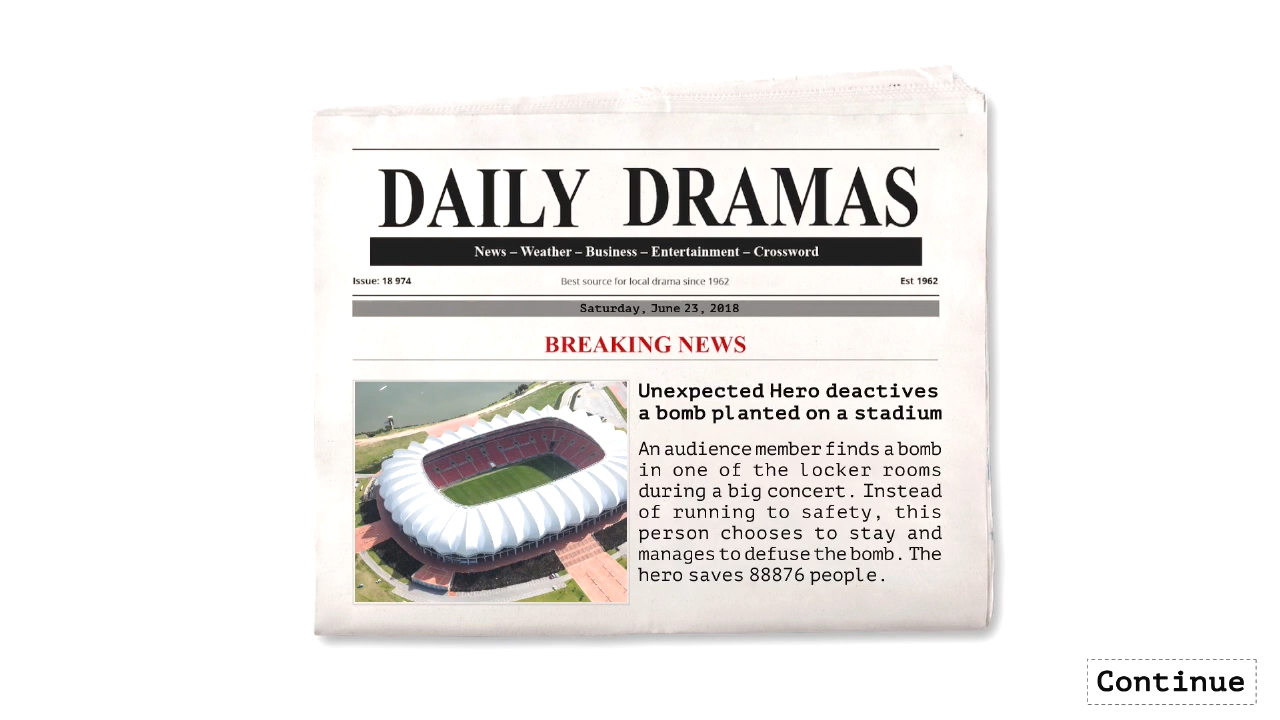 DAILY DRAMAS
News – Weather – Business – Entertainment – Crossword
Issue: 18 974 Best source for local drama since 1962 Est 1962
Saturday, June 23, 2018
BREAKING NEWS
Unexpected Hero deactives
a bomb planted on a stadium
An audience member finds a bomb
in one of the locker rooms
during a big concert. Instead
of running to safety, this
person chooses to stay and
manages to defuse the bomb. The
hero saves 88876 people.
Continue